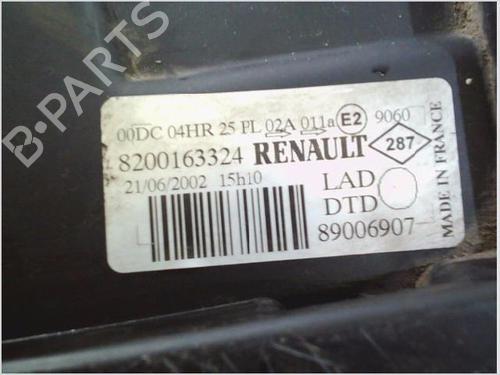 B-PARTS
00DC 04HR 25 PL 02A 011a E2 9060
8200163324 RENAULT 287
21/06/2002 15h10 LAD
DTD
89006907
MADE IN FRANCE